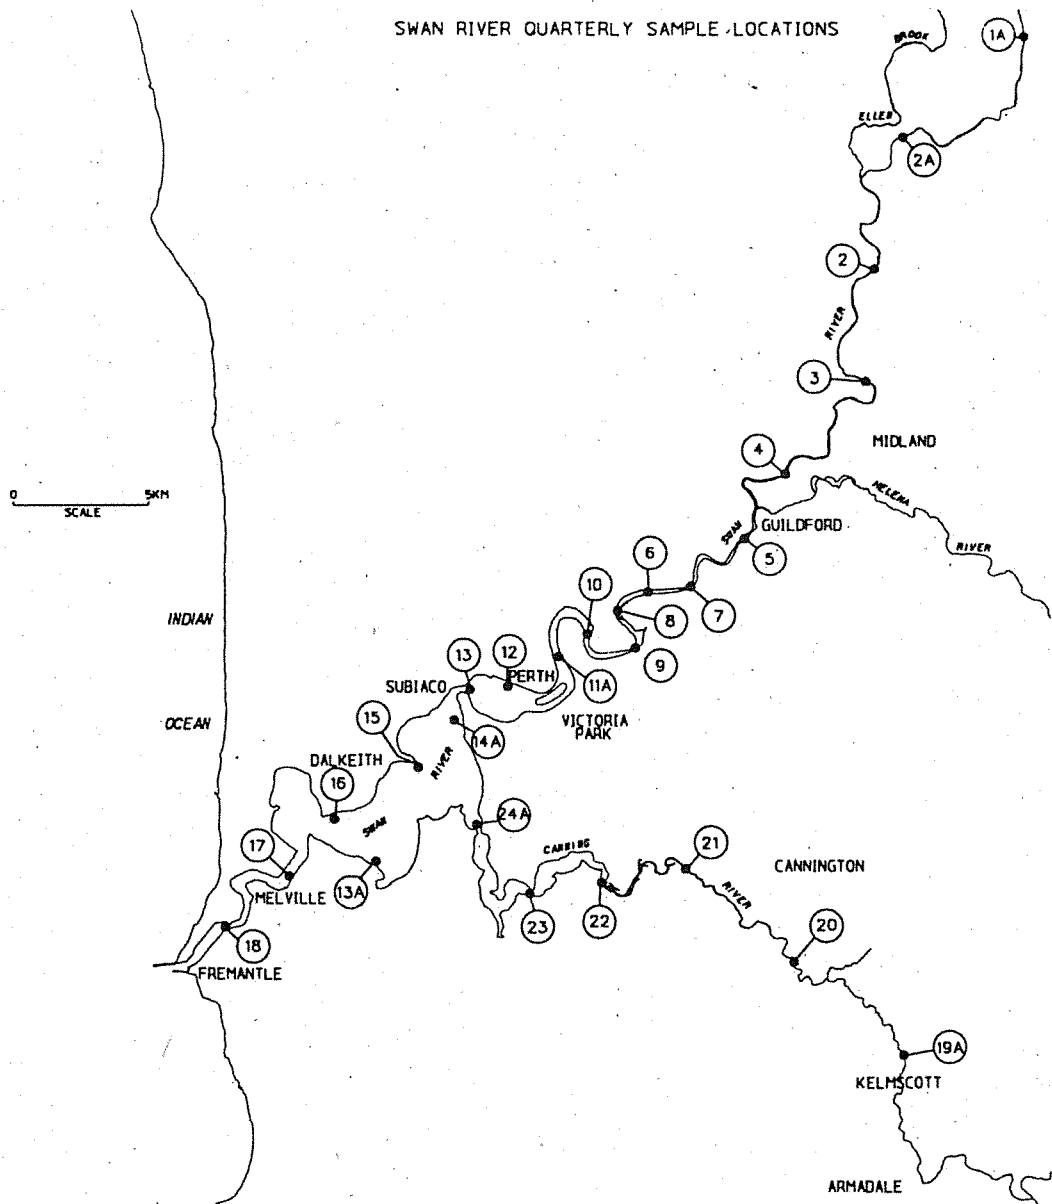 SWAN RIVER QUARTERLY SAMPLE LOCATIONS
BROOK
1A
ELLEN
2A
2
RIVER
3
MIDLAND
4
0 5KM
SCALE
HELENA
GUILDFORD
SWAN
5
RIVER
6
7
10
8
INDIAN
9
13
12
PERTH
SUBIACO
11A
15
OCEAN
VICTORIA
PARK
14A
DALKEITH
RIVER
16
SWAN
24A
CANNING
21
17
13A
CANNINGTON
MELVILLE
22
RIVER
23
18
20
FREMANTLE
19A
KELMSCOTT
ARMADALE